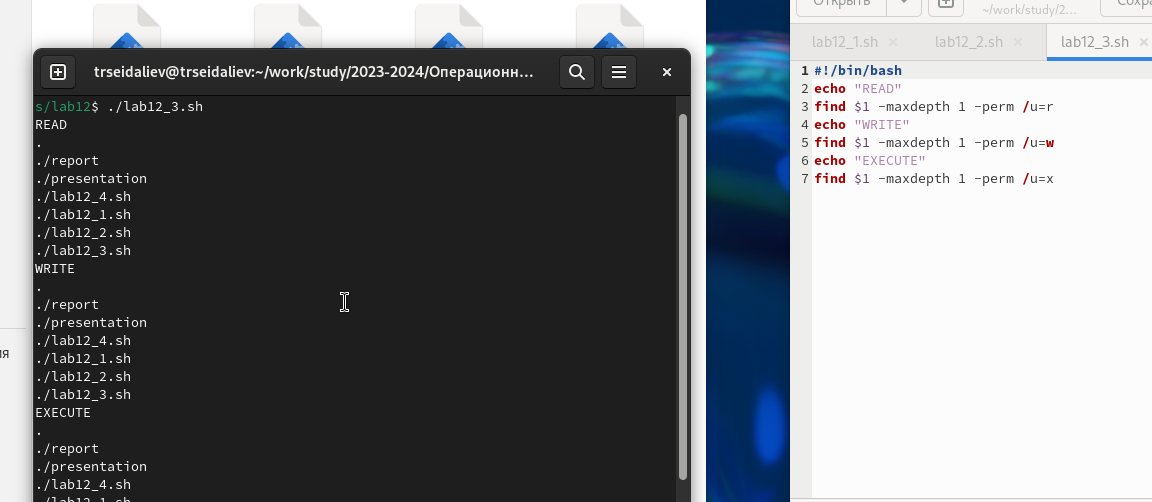 trseidaliev@trseidaliev:~/work/study/2023-2024/Операционн...
s/lab12$ ./lab12_3.sh
READ
.
./report
./presentation
./lab12_4.sh
./lab12_1.sh
./lab12_2.sh
./lab12_3.sh
WRITE
.
./report
./presentation
./lab12_4.sh
./lab12_1.sh
./lab12_2.sh
./lab12_3.sh
EXECUTE
.
./report
./presentation
./lab12_4.sh
./lab12_1.sh
Открыть
~/work/study/2...
lab12_1.sh
lab12_2.sh
lab12_3.sh
1 #!/bin/bash
2 echo "READ"
3 find $1 -maxdepth 1 -perm /u=r
4 echo "WRITE"
5 find $1 -maxdepth 1 -perm /u=w
6 echo "EXECUTE"
7 find $1 -maxdepth 1 -perm /u=x